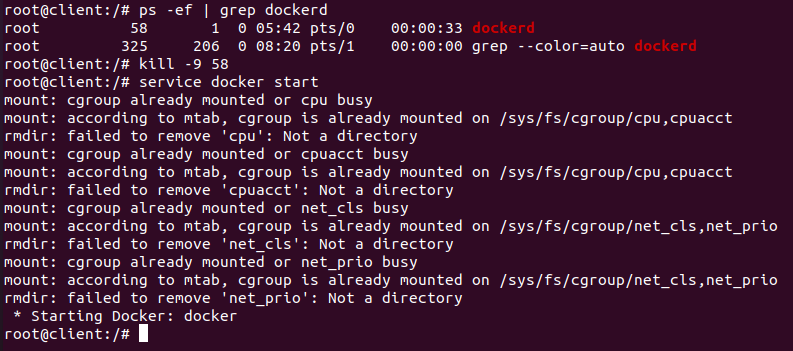 root@client:/# ps -ef | grep dockerd
root          58       1  0 05:42 pts/0    00:00:33 dockerd
root         325     206  0 08:20 pts/1    00:00:00 grep --color=auto dockerd
root@client:/# kill -9 58
root@client:/# service docker start
mount: cgroup already mounted or cpu busy
mount: according to mtab, cgroup is already mounted on /sys/fs/cgroup/cpu,cpuacct
rmdir: failed to remove 'cpu': Not a directory
mount: cgroup already mounted or cpuacct busy
mount: according to mtab, cgroup is already mounted on /sys/fs/cgroup/cpu,cpuacct
rmdir: failed to remove 'cpuacct': Not a directory
mount: cgroup already mounted or net_cls busy
mount: according to mtab, cgroup is already mounted on /sys/fs/cgroup/net_cls,net_prio
rmdir: failed to remove 'net_cls': Not a directory
mount: cgroup already mounted or net_prio busy
mount: according to mtab, cgroup is already mounted on /sys/fs/cgroup/net_cls,net_prio
rmdir: failed to remove 'net_prio': Not a directory
 * Starting Docker: docker
root@client:/#